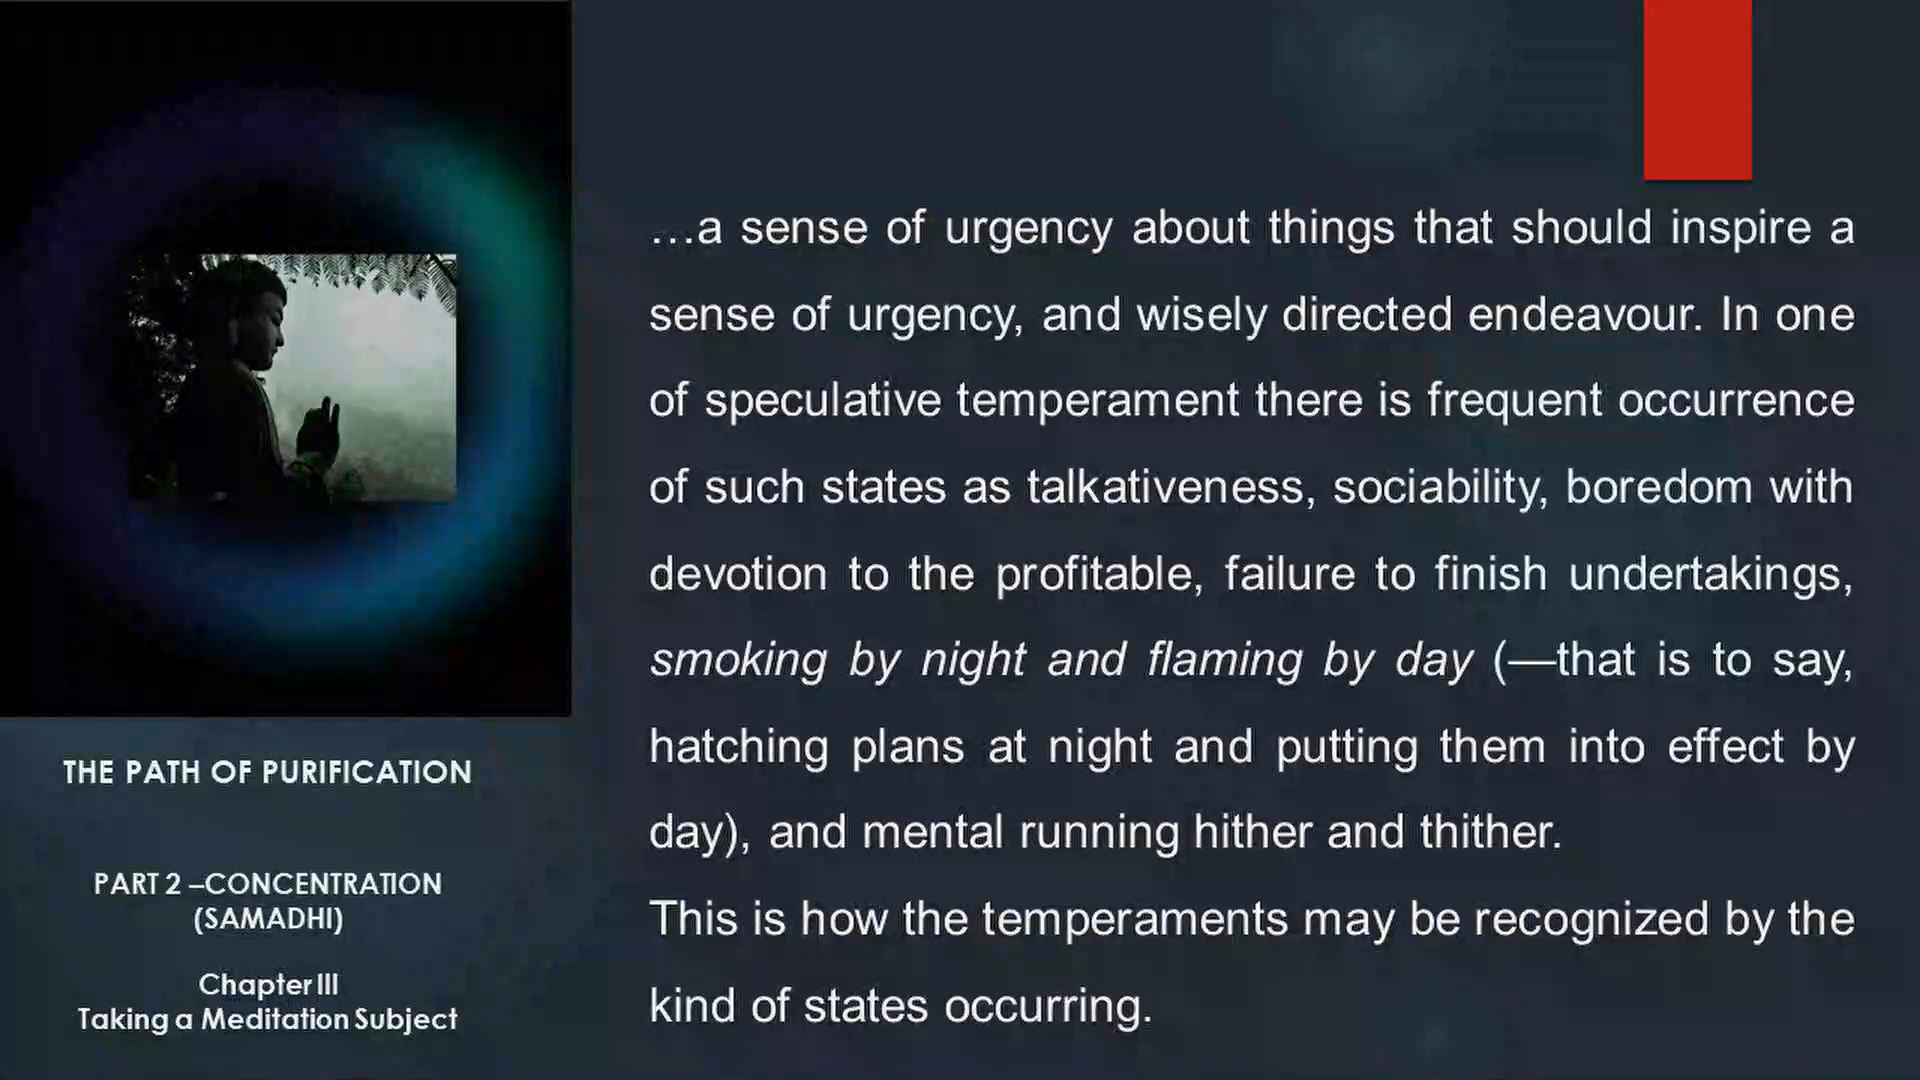 …a sense of urgency about things that should inspire a
sense of urgency, and wisely directed endeavour. In one
of speculative temperament there is frequent occurrence
of such states as talkativeness, sociability, boredom with
devotion to the profitable, failure to finish undertakings,
smoking by night and flaming by day (—that is to say,
hatching plans at night and putting them into effect by
day), and mental running hither and thither.
This is how the temperaments may be recognized by the
kind of states occurring.
THE PATH OF PURIFICATION
PART 2 –CONCENTRATION
(SAMADHI)
Chapter III
Taking a Meditation Subject